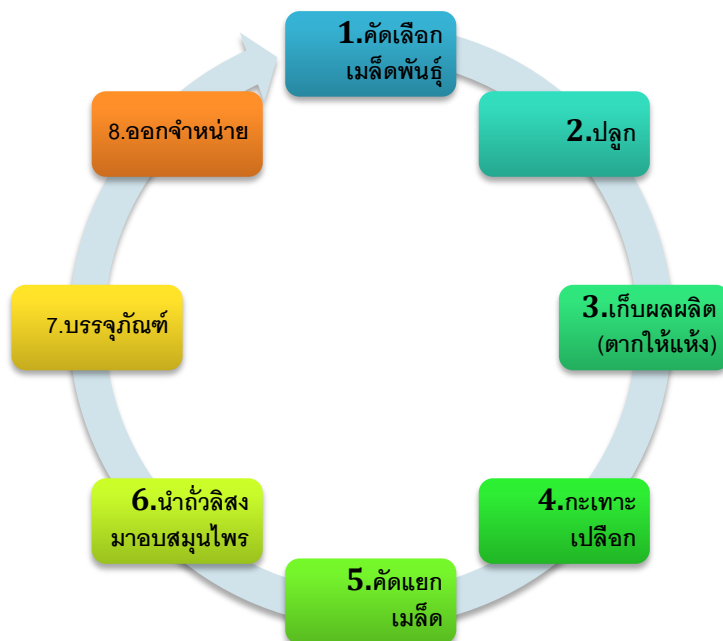 1.คัดเลือก
เมล็ดพันธุ์
2.ปลูก
3.เก็บผลผลิต
(ตากให้แห้ง)
4.กะเทาะ
เปลือก
5.คัดแยก
เมล็ด
6.นำถั่วลิสง
มาอบสมุนไพร
7.บรรจุภัณฑ์
8.ออกจำหน่าย